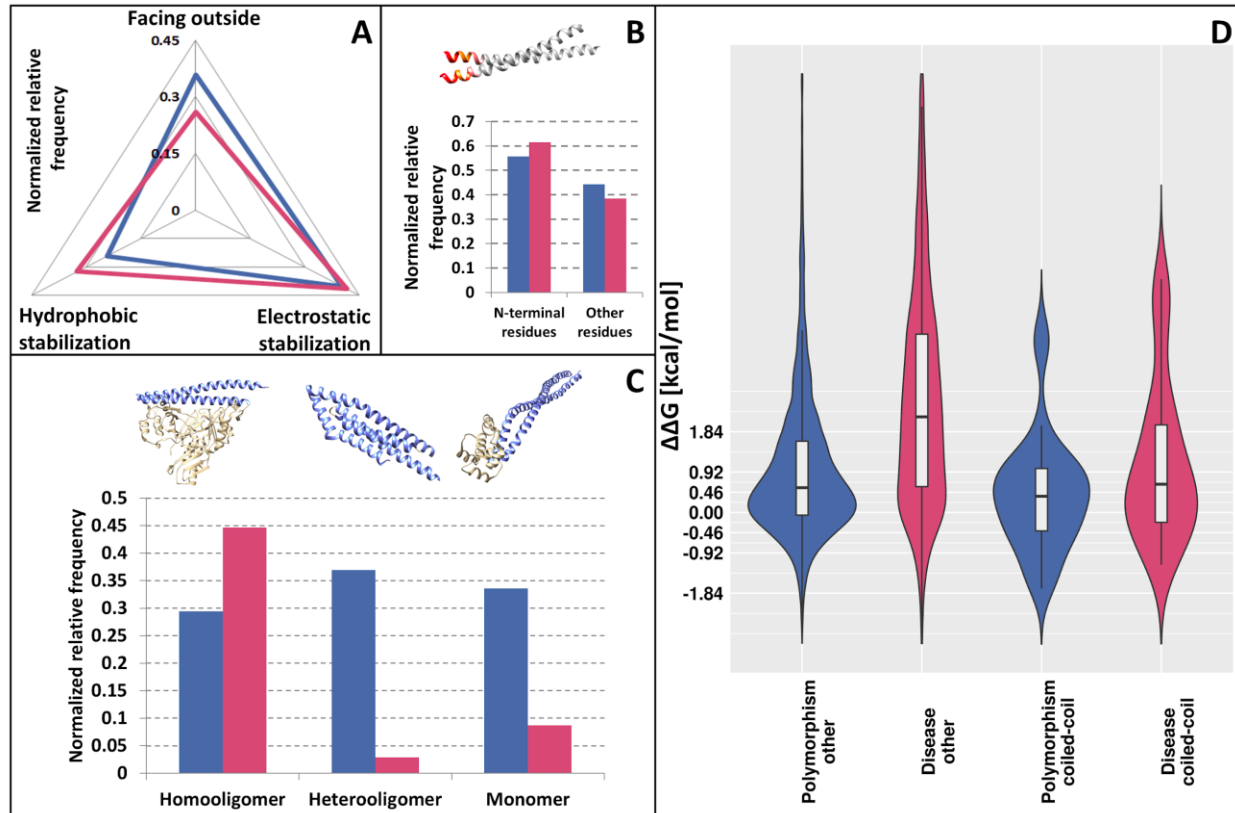 A
Facing outside
0.45
0.3
0.15
0
Normalized relative
frequency
Hydrophobic
stabilization
Electrostatic
stabilization
B
Normalized relative
frequency
0.7
0.6
0.5
0.4
0.3
0.2
0.1
0
N-terminal
residues
Other
residues
C
Normalized relative frequency
0.5
0.45
0.35
0.3
0.25
0.2
0.15
0.1
0.05
0
Homooligomer
Heterooligomer
Monomer
D
ΔΔG [kcal/mol]
1.84
0.92
0.46
0.00
-0.46
-0.92
-1.84
Polymorphism
other
Disease
other
Polymorphism
coiled-coil
Disease
coiled-coil